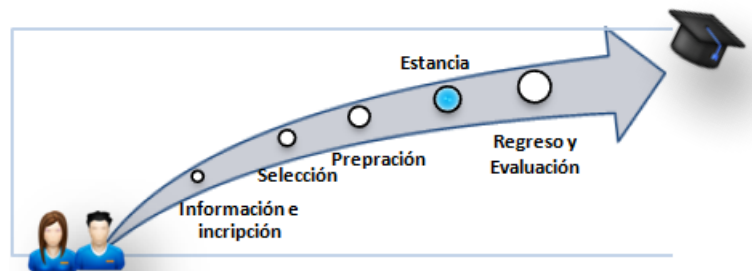 Información e
incripción
Selección
Prepración
Estancia
Regreso y
Evaluación